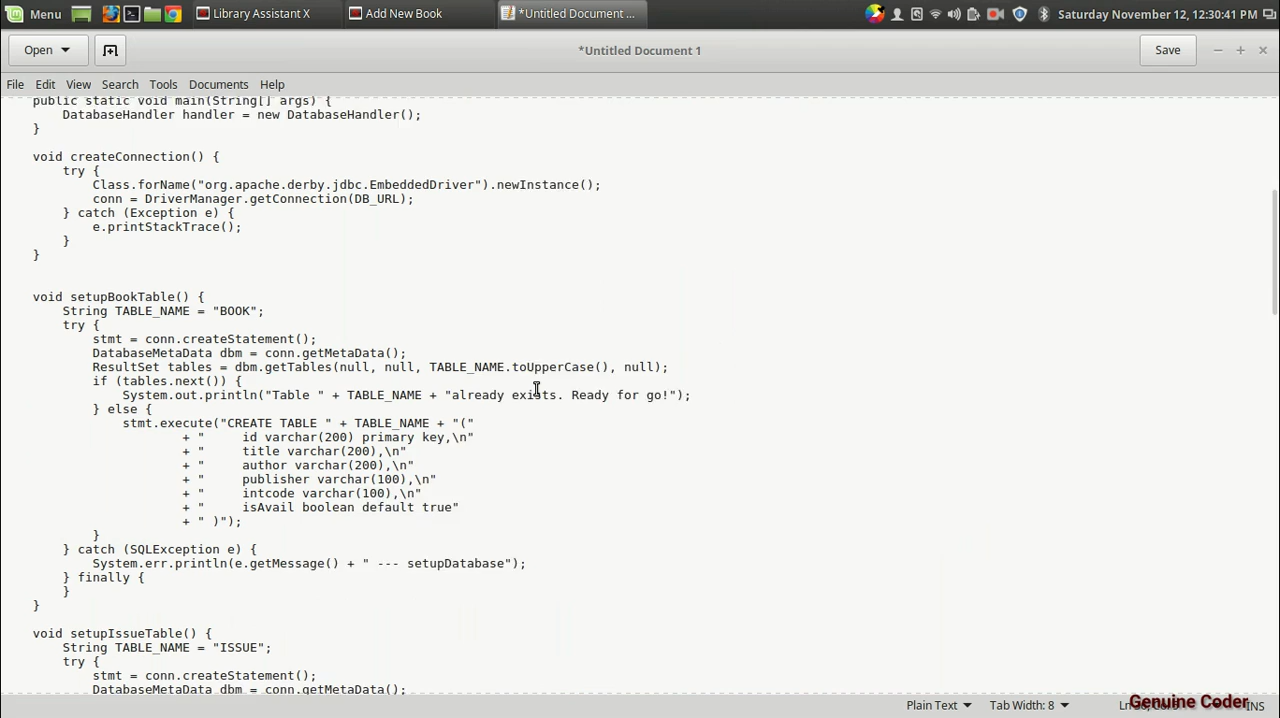 Menu
Library Assistant X
Add New Book
*Untitled Document ...
Saturday November 12, 12:30:41 PM
Open
*Untitled Document 1
Save
File Edit View Search Tools Documents Help
public static void main(String[] args) {
DatabaseHandler handler = new DatabaseHandler();
}
void createConnection() {
try {
Class.forName("org.apache.derby.jdbc.EmbeddedDriver").newInstance();
conn = DriverManager.getConnection(DB_URL);
} catch (Exception e) {
e.printStackTrace();
}
}
void setupBookTable() {
String TABLE_NAME = "BOOK";
try {
stmt = conn.createStatement();
DatabaseMetaData dbm = conn.getMetaData();
ResultSet tables = dbm.getTables(null, null, TABLE_NAME.toUpperCase(), null);
if (tables.next()) {
System.out.println("Table " + TABLE_NAME + "already exists. Ready for go!");
} else {
stmt.execute("CREATE TABLE " + TABLE_NAME + "("
+ "     id varchar(200) primary key,\n"
+ "     title varchar(200),\n"
+ "     author varchar(200),\n"
+ "     publisher varchar(100),\n"
+ "     intcode varchar(100),\n"
+ "     isAvail boolean default true"
+ " )");
}
} catch (SQLException e) {
System.err.println(e.getMessage() + " --- setupDatabase");
} finally {
}
}
void setupIssueTable() {
String TABLE_NAME = "ISSUE";
try {
stmt = conn.createStatement();
DatabaseMetaData dbm = conn.getMetaData();
Plain Text
Tab Width: 8
INS
Genuine Coder